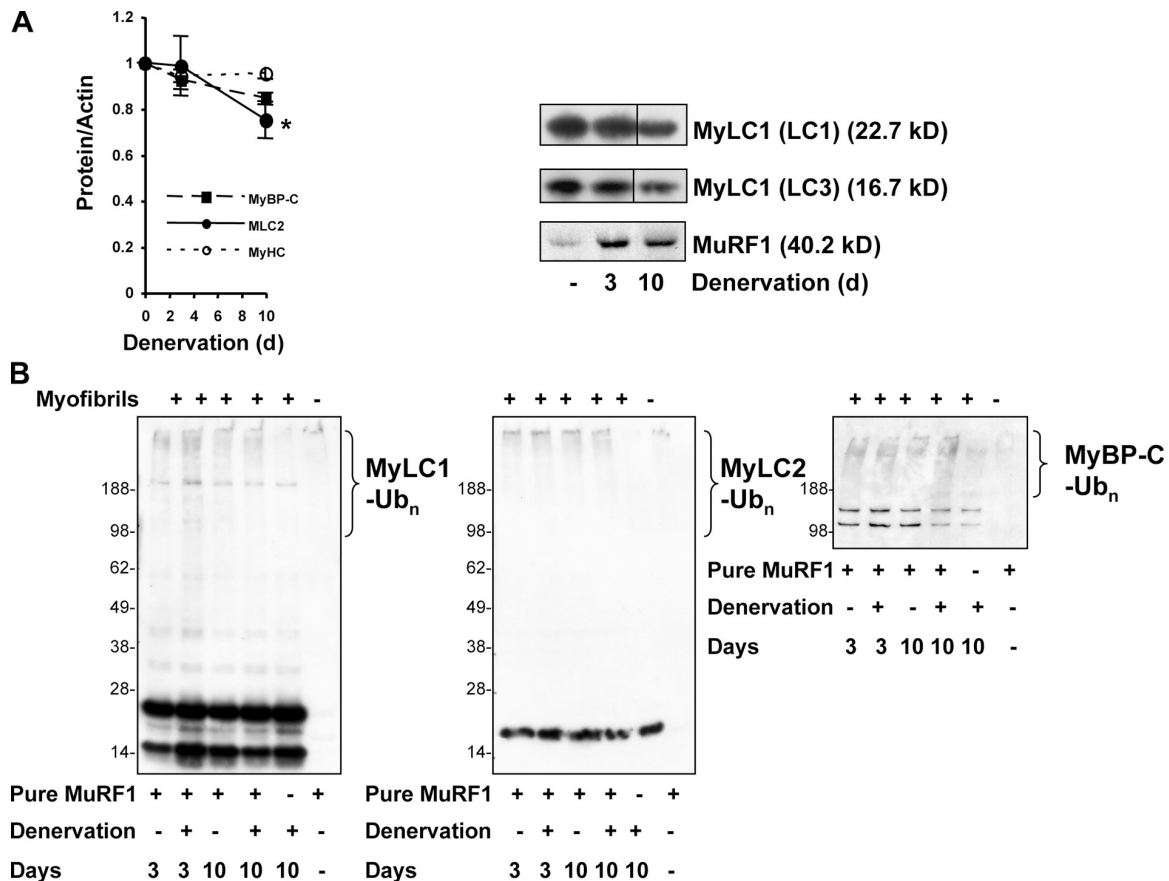 A
1.2
1
0.8
0.6
0.4
0.2
0
Protein/Actin
MyBP-C
MLC2
MyHC
*
0 2 4 6 8 10
Denervation (d)
MyLC1 (LC1) (22.7 kD)
MyLC1 (LC3) (16.7 kD)
MuRF1 (40.2 kD)
- 3 10 Denervation (d)
B
Myofibrils + + + + + -
188-
98-
62-
49-
38-
28-
14-
MyLC1
-Ubn
Pure MuRF1 + + + + - +
Denervation - + - + + -
Days 3 3 10 10 10 -
+ + + + + -
188-
98-
62-
49-
38-
28-
14-
MyLC2
-Ubn
Pure MuRF1 + + + + - +
Denervation - + - + + -
Days 3 3 10 10 10 -
+ + + + + -
188-
98-
MyBP-C
-Ubn
Pure MuRF1 + + + + - +
Denervation - + - + + -
Days 3 3 10 10 10 -